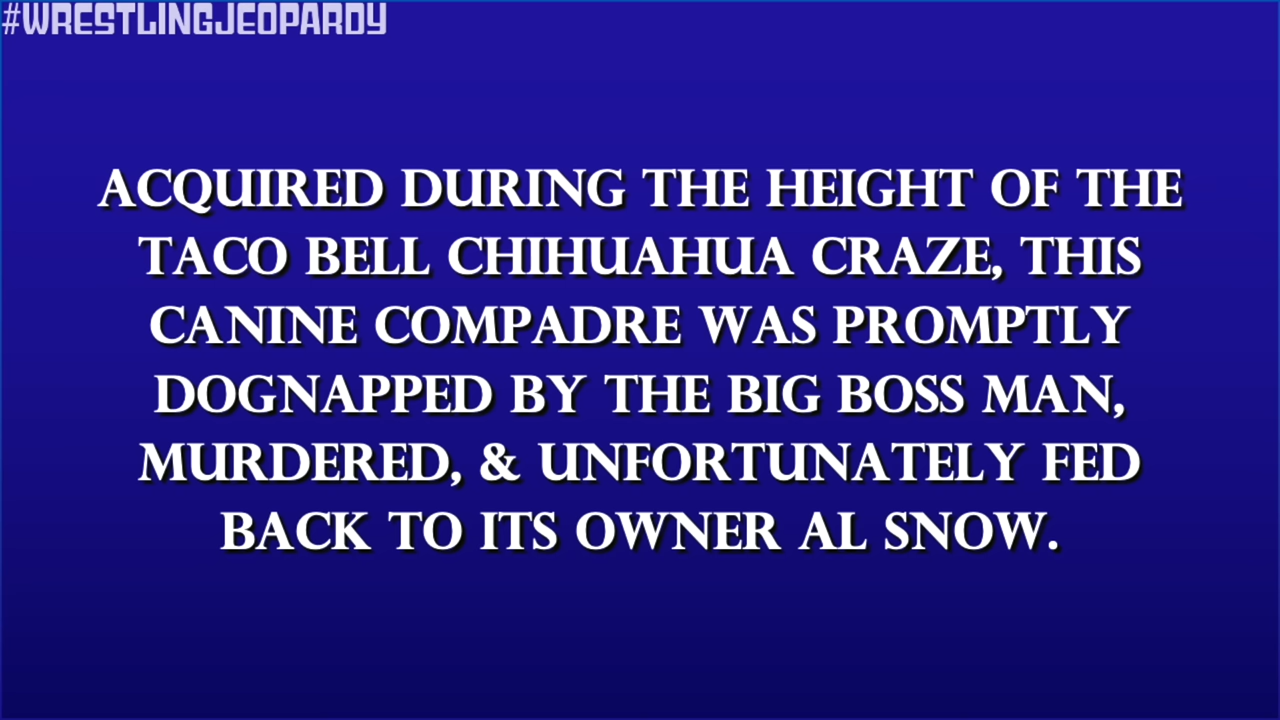 #WRESTLINGJEOPARDY
ACQUIRED DURING THE HEIGHT OF THE
TACO BELL CHIHUAHUA CRAZE, THIS
CANINE COMPADRE WAS PROMPTLY
DOGNAPPED BY THE BIG BOSS MAN,
MURDERED, & UNFORTUNATELY FED
BACK TO ITS OWNER AL SNOW.